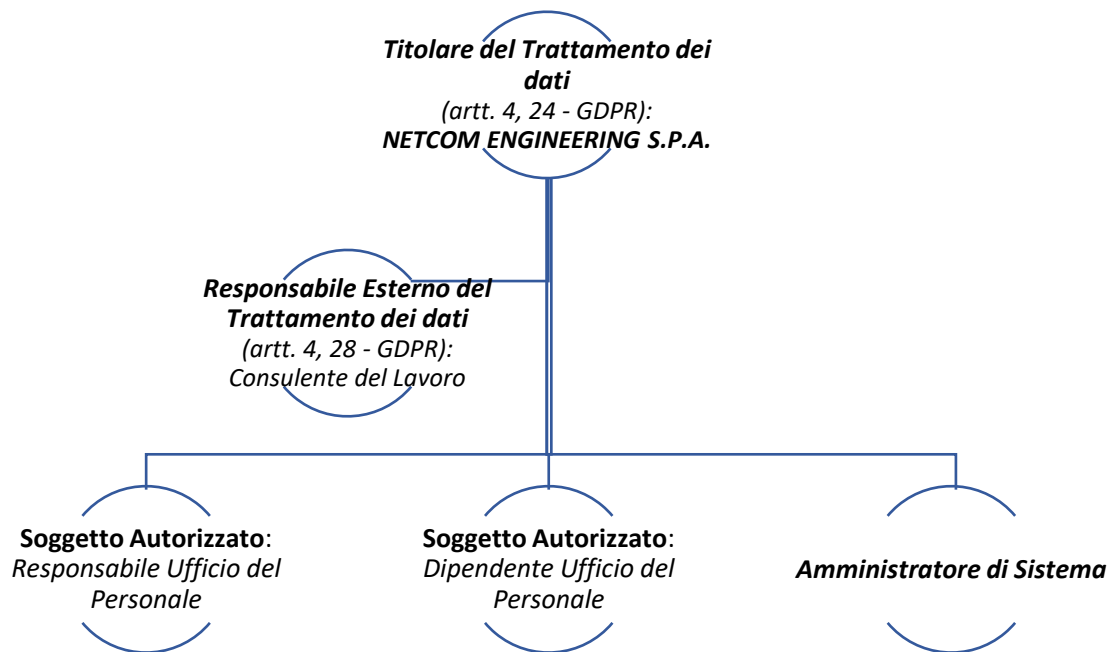 Titolare del Trattamento dei
dati
(artt. 4, 24 - GDPR):
NETCOM ENGINEERING S.P.A.
Responsabile Esterno del
Trattamento dei dati
(artt. 4, 28 - GDPR):
Consulente del Lavoro
Soggetto Autorizzato:
Responsabile Ufficio del
Personale
Soggetto Autorizzato:
Dipendente Ufficio del
Personale
Amministratore di Sistema